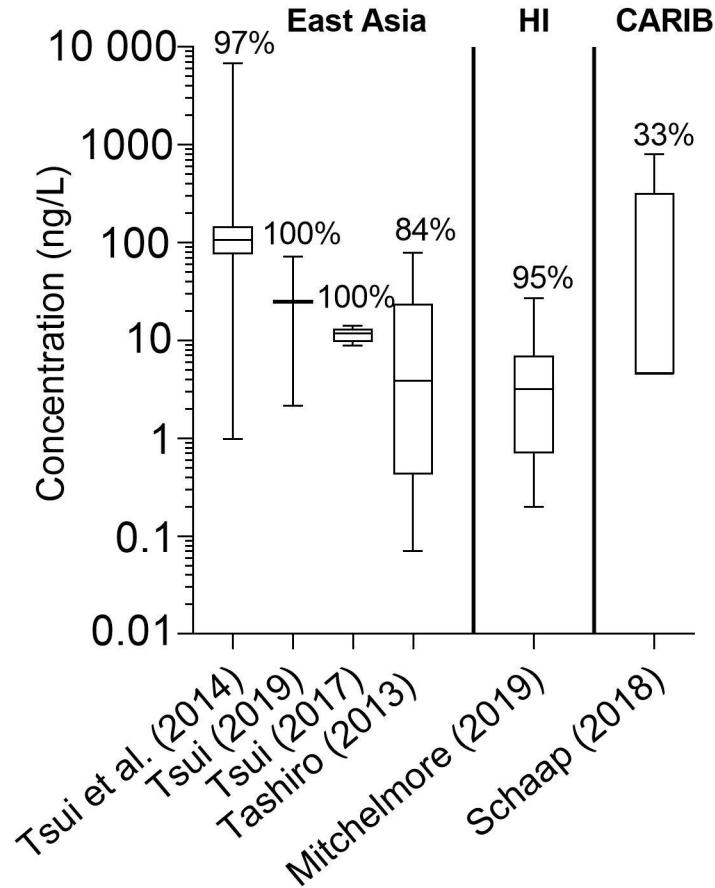 East Asia HI CARIB
10 000
97%
1000
33%
100
100%
84%
100%
95%
10
1
0.1
0.01
Concentration (ng/L)
Tsui et al. (2014)
Tsui (2019)
Tsui (2017)
Tashiro (2013)
Mitchelmore (2019)
Schaap (2018)